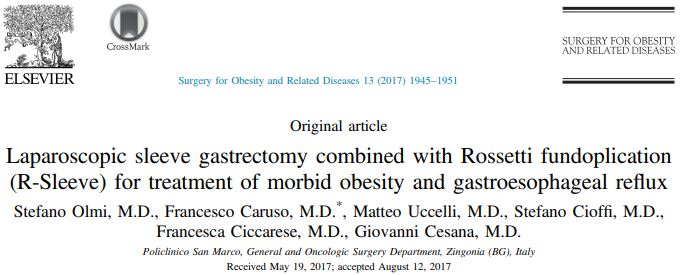 CrossMark
ELSEVIER
SURGERY FOR OBESITY
AND RELATED DISEASES
Surgery for Obesity and Related Diseases 13 (2017) 1945–1951
Original article
Laparoscopic sleeve gastrectomy combined with Rossetti fundoplication
(R-Sleeve) for treatment of morbid obesity and gastroesophageal reflux
Stefano Olmi, M.D., Francesco Caruso, M.D.*, Matteo Uccelli, M.D., Stefano Cioffi, M.D.,
Francesca Ciccarese, M.D., Giovanni Cesana, M.D.
Policlinico San Marco, General and Oncologic Surgery Department, Zingonia (BG), Italy
Received May 19, 2017; accepted August 12, 2017